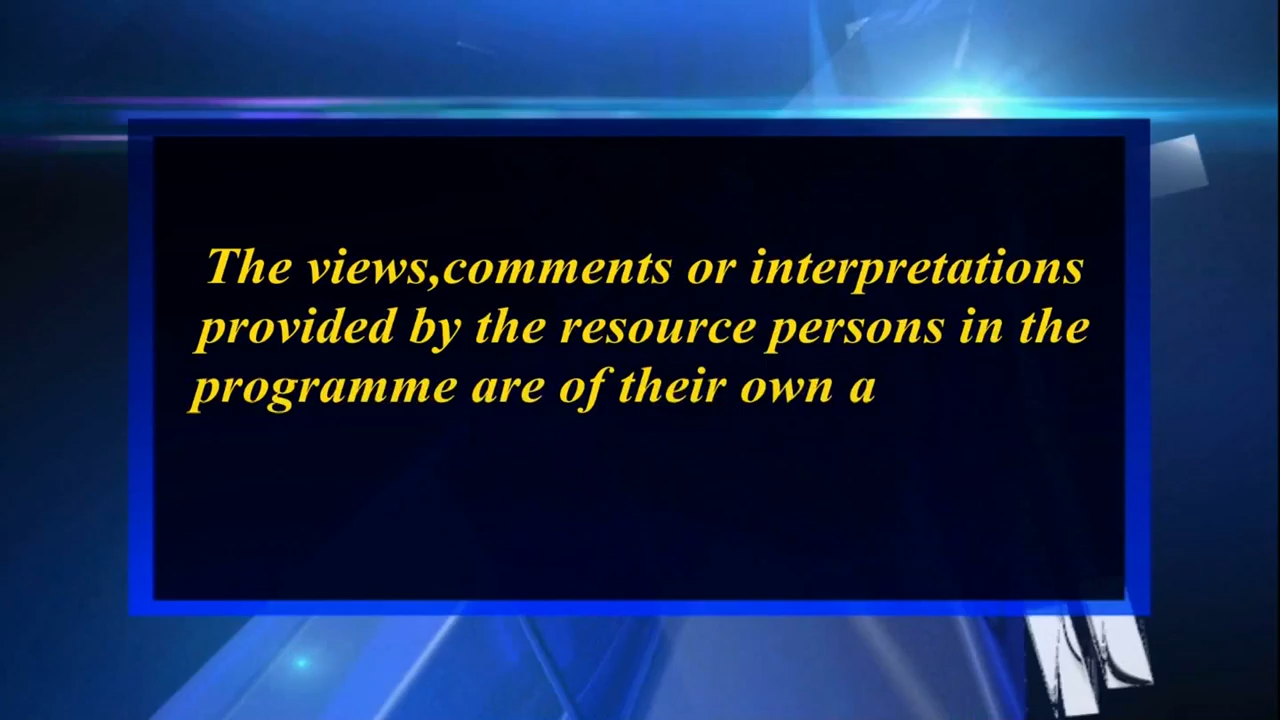 The views,comments or interpretations
provided by the resource persons in the
programme are of their own a